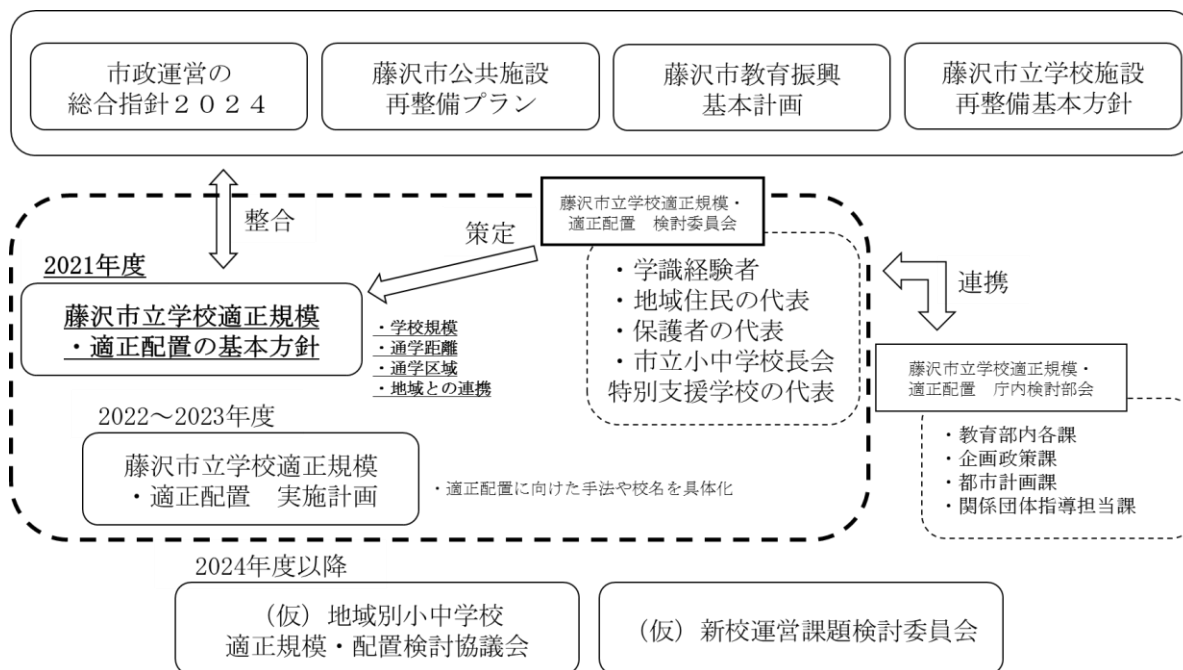 市政運営の
総合指針２０２４
藤沢市公共施設
再整備プラン
藤沢市教育振興
基本計画
藤沢市立学校施設
再整備基本方針
整合
策定
藤沢市立学校適正規模・
適正配置　検討委員会
・学識経験者
・地域住民の代表
・保護者の代表
・市立小中学校長会
特別支援学校の代表
連携
2021年度
藤沢市立学校適正規模
・適正配置の基本方針
・学校規模
・通学距離
・通学区域
・地域との連携
藤沢市立学校適正規模・
適正配置　庁内検討部会
・教育部内各課
・企画政策課
・都市計画課
・関係団体指導担当課
2022～2023年度
藤沢市立学校適正規模
・適正配置　実施計画
・適正配置に向けた手法や校名を具体化
2024年度以降
（仮）地域別小中学校
適正規模・配置検討協議会
（仮）新校運営課題検討委員会